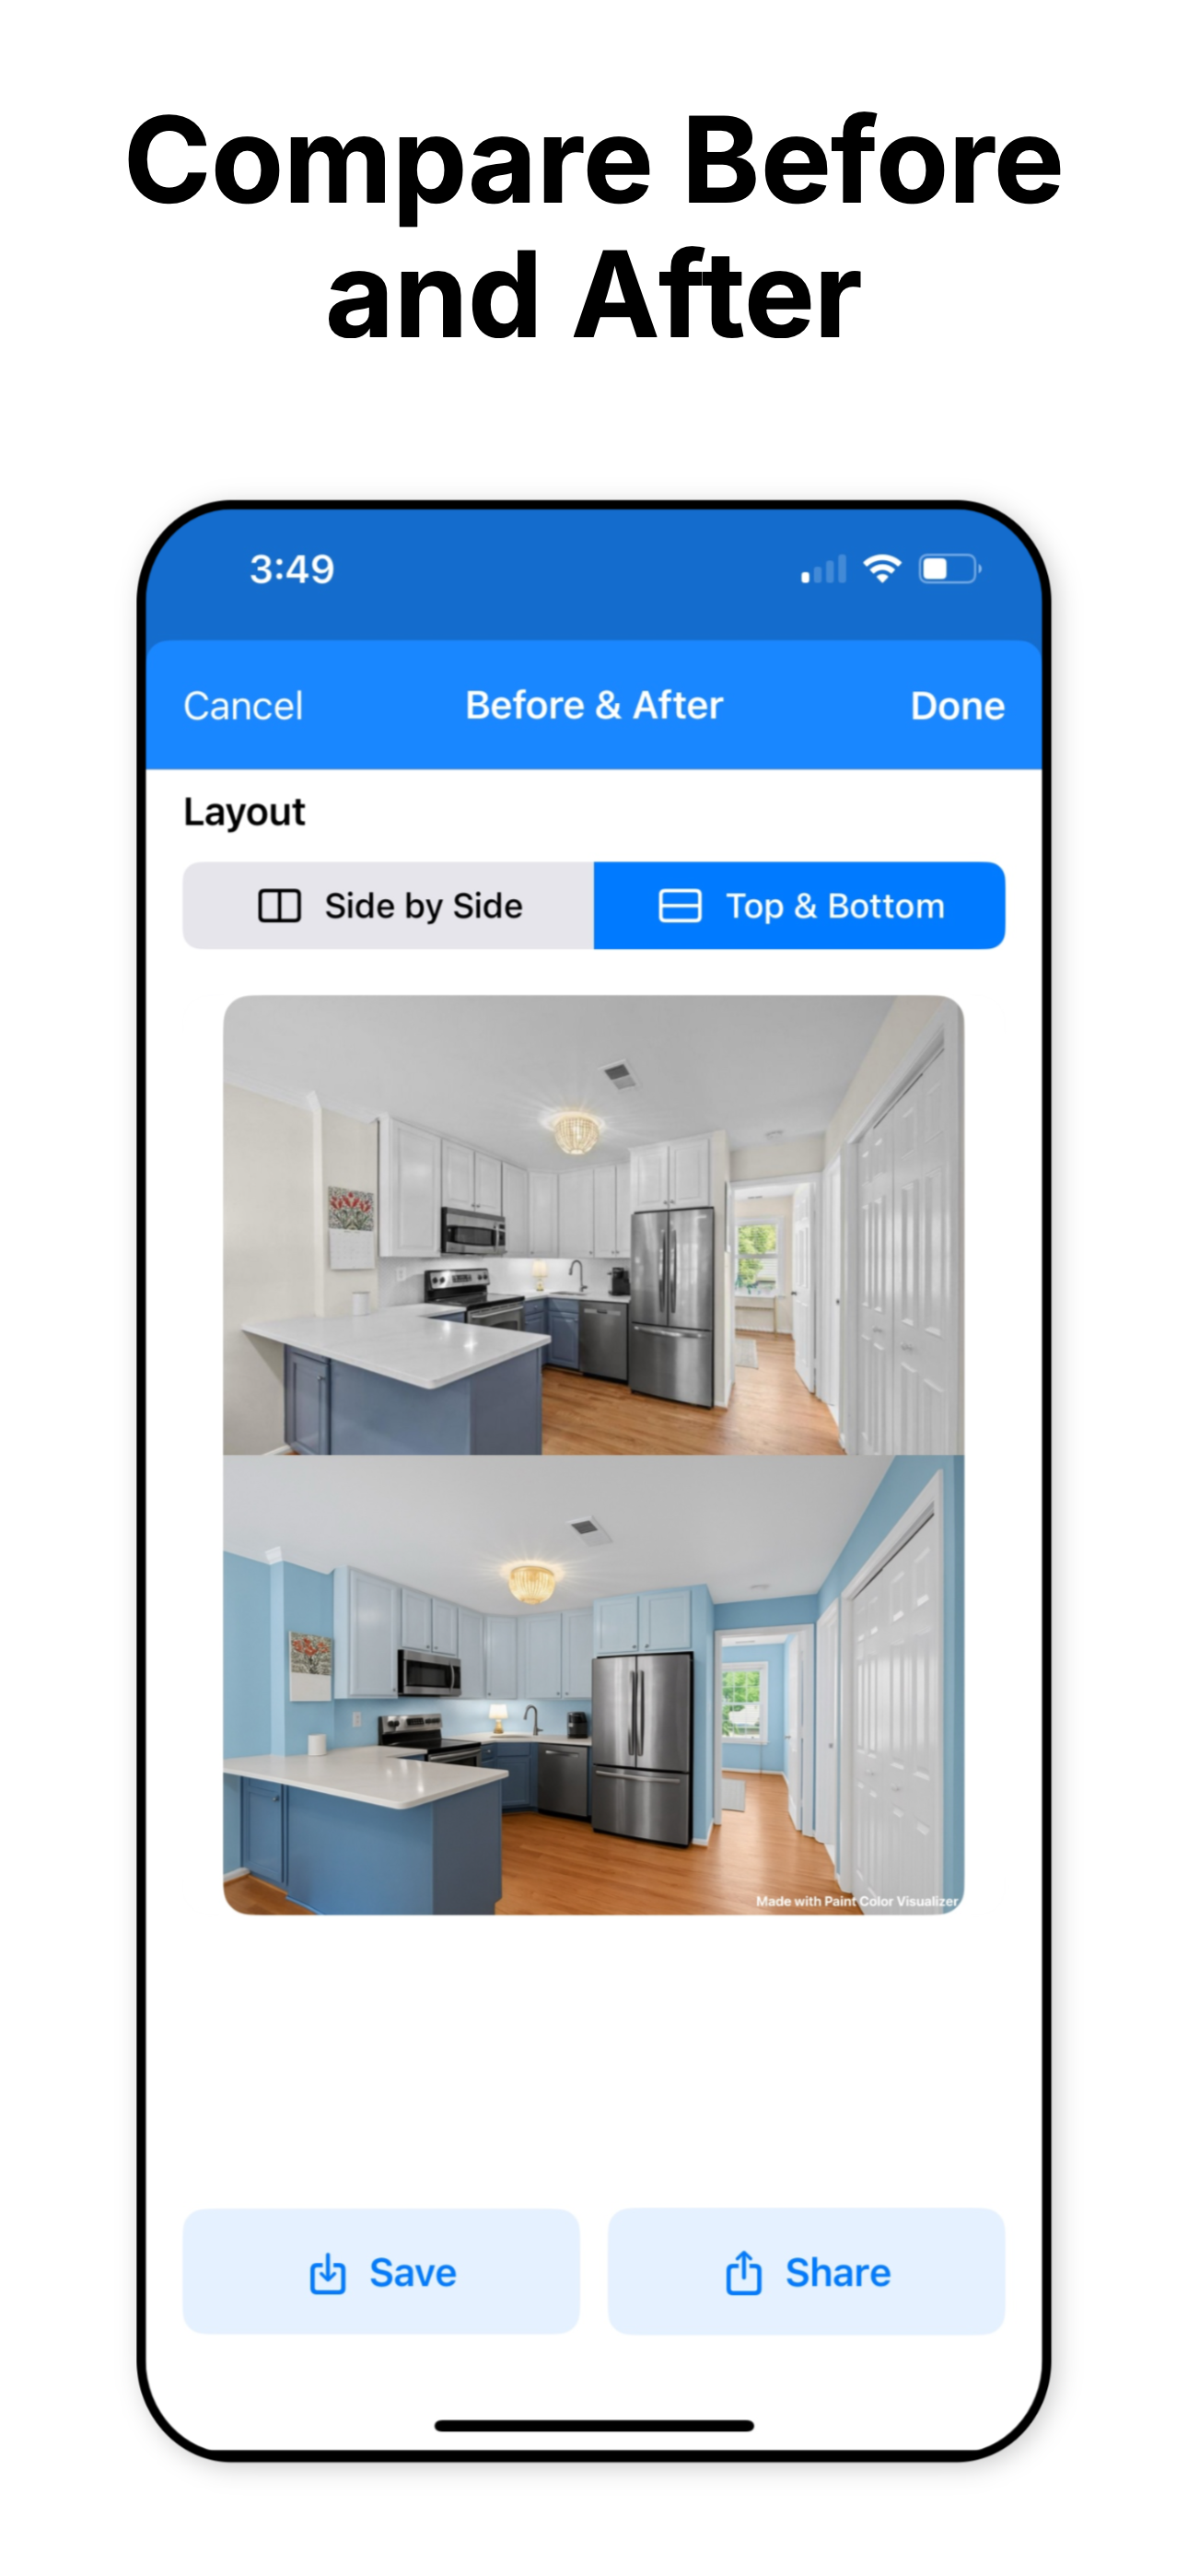 Compare Before
and After
3:49
Cancel
Before & After
Done
Layout
Side by Side
Top & Bottom
Made with Paint Color Visualizer
Save
Share